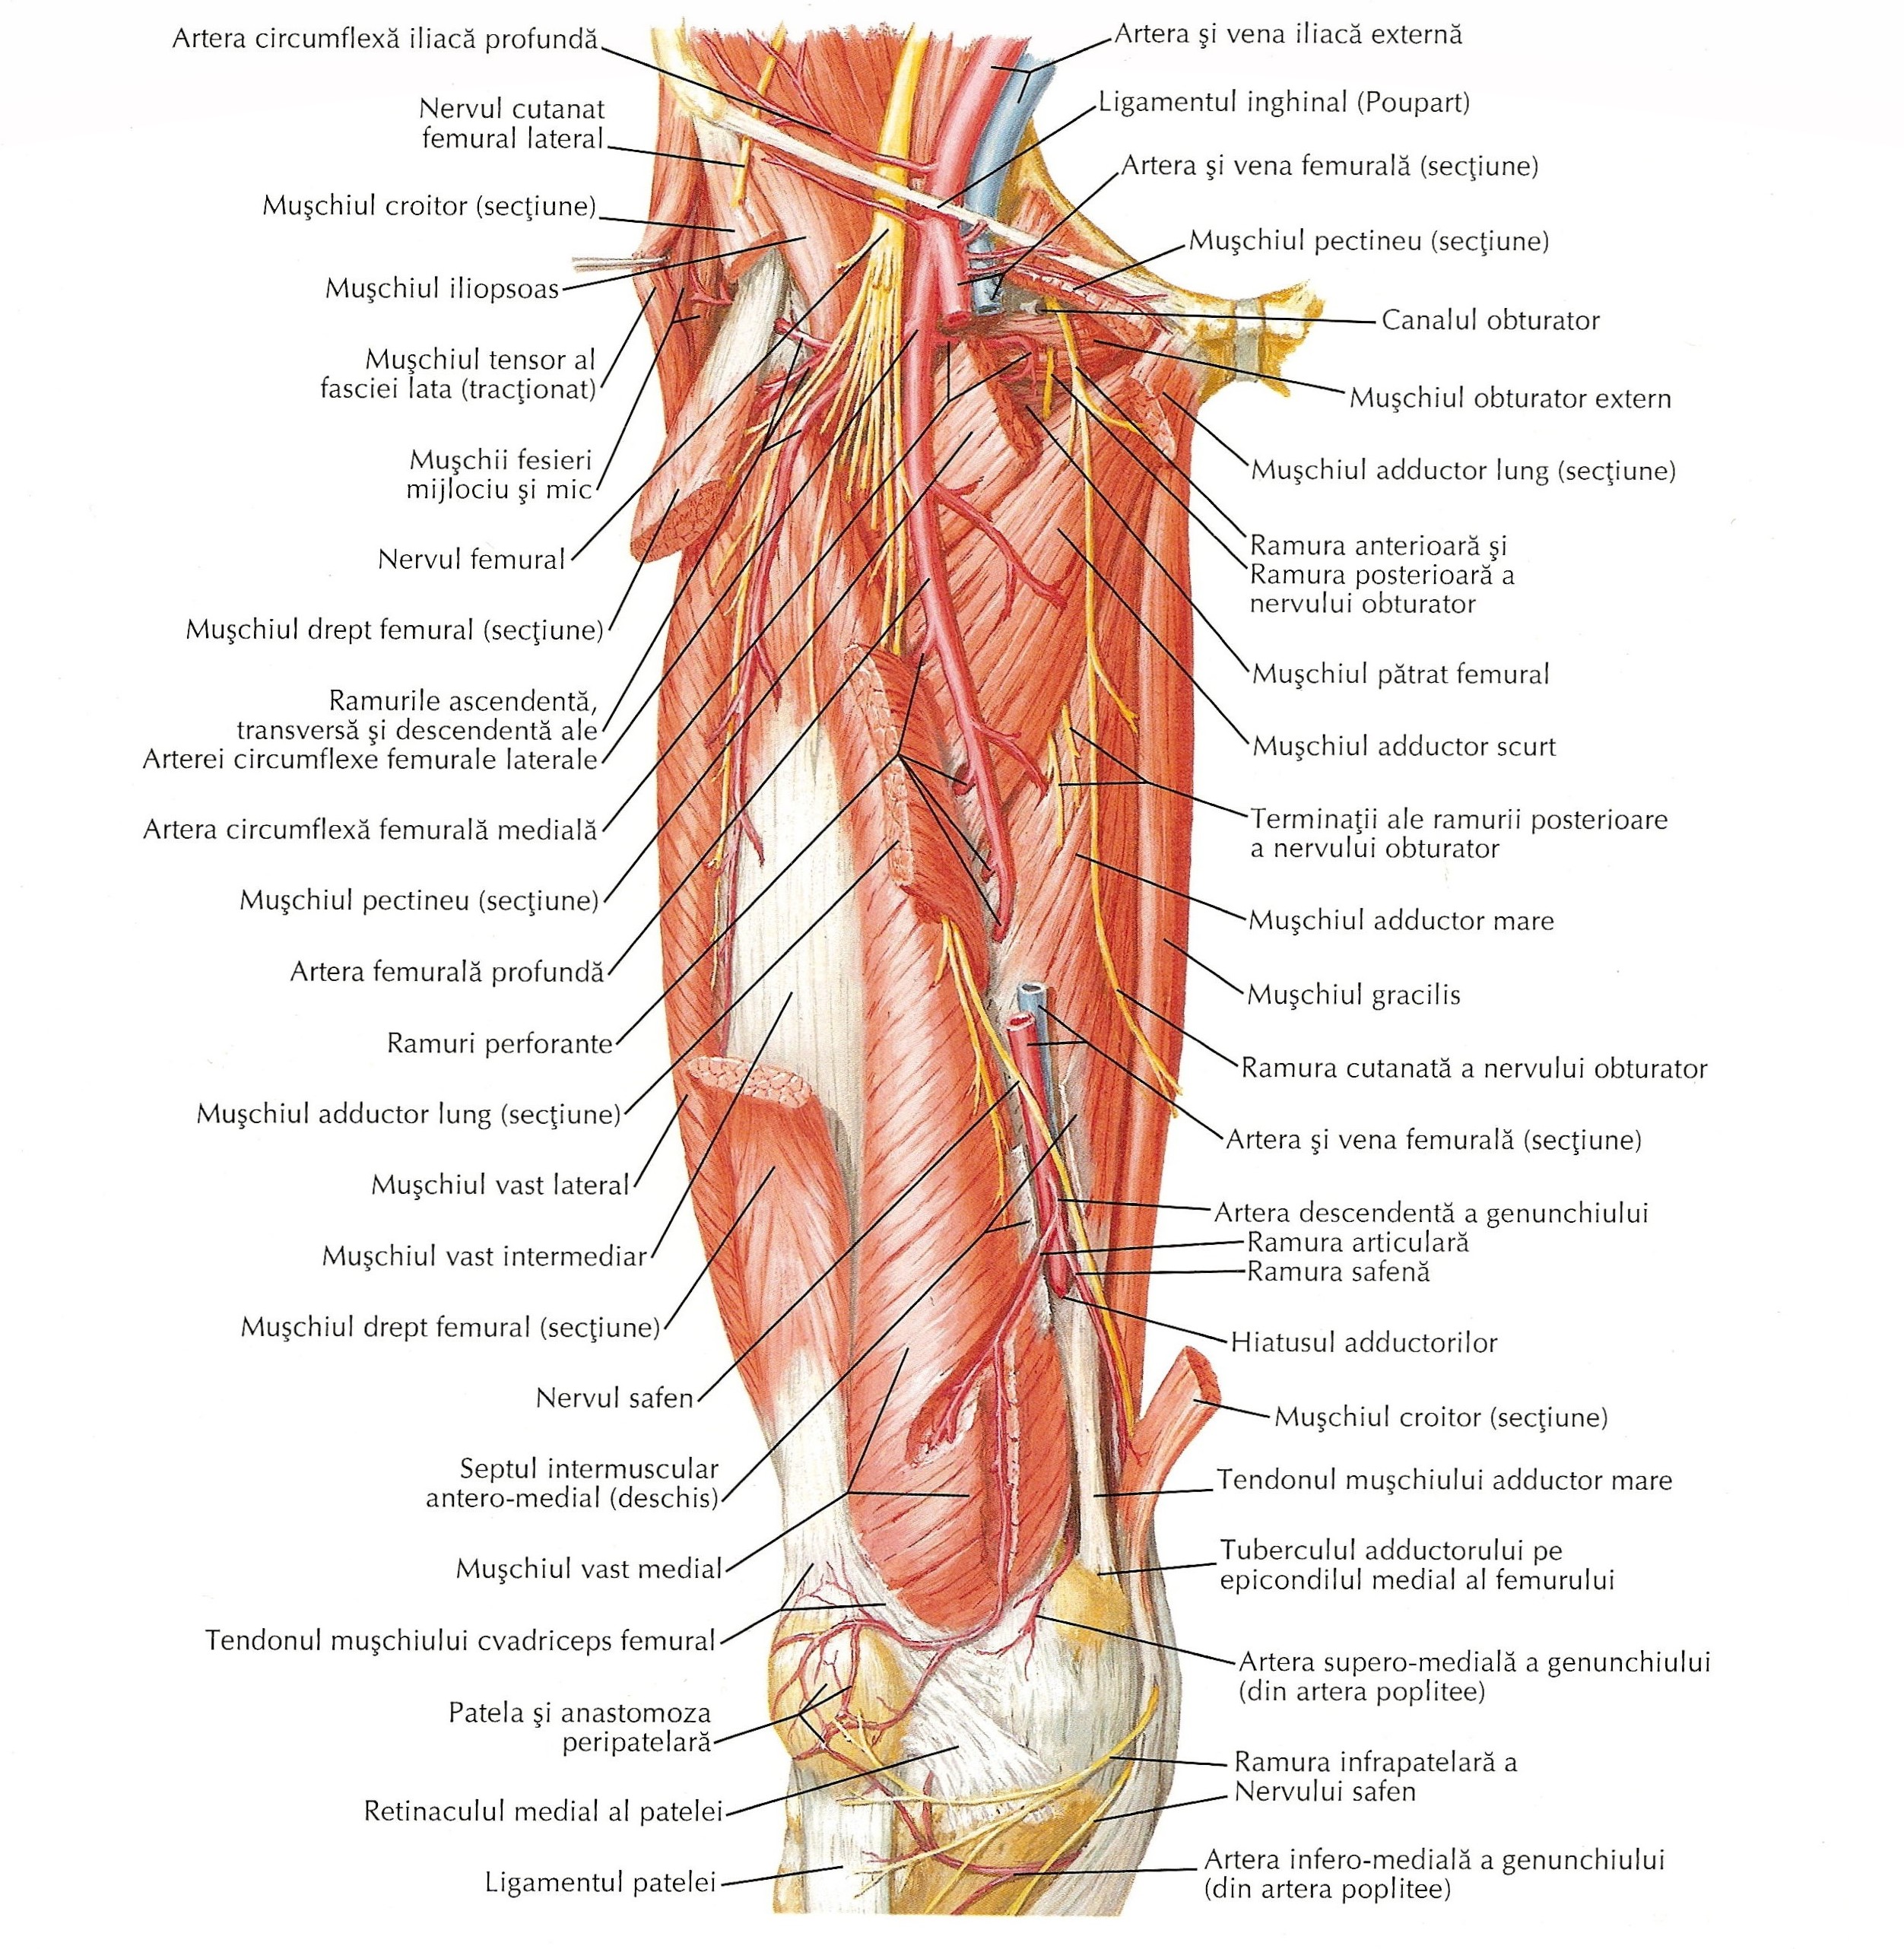 Artera circumflexă iliacă profundă
Nervul cutanat
femural lateral
Muşchiul croitor (secţiune)
Muşchiul iliopsoas
Muşchiul tensor al
fasciei lata (tracţionat)
Muşchii fesieri
mijlociu şi mic
Nervul femural
Muşchiul drept femural (secţiune)
Ramurile ascendentă,
transversă şi descendentă ale
Arterei circumflexe femurale laterale
Artera circumflexă femurală medială
Muşchiul pectineu (secţiune)
Artera femurală profundă
Ramuri perforante
Muşchiul adductor lung (secţiune)
Muşchiul vast lateral
Muşchiul vast intermediar
Muşchiul drept femural (secţiune)
Nervul safen
Septul intermuscular
antero-medial (deschis)
Muşchiul vast medial
Tendonul muşchiului cvadriceps femural
Patela şi anastomoza
peripatelară
Retinaculul medial al patelei
Ligamentul patelei
Artera şi vena iliacă externă
Ligamentul inghinal (Poupart)
Artera şi vena femurală (secţiune)
Muşchiul pectineu (secţiune)
Canalul obturator
Muşchiul obturator extern
Muşchiul adductor lung (secţiune)
Ramura anterioară şi
Ramura posterioară a
nervului obturator
Muşchiul pătrat femural
Muşchiul adductor scurt
Terminaţii ale ramurii posterioare
a nervului obturator
Muşchiul adductor mare
Muşchiul gracilis
Ramura cutanată a nervului obturator
Artera şi vena femurală (secţiune)
Artera descendentă a genunchiului
Ramura articulară
Ramura safenă
Hiatusul adductorilor
Muşchiul croitor (secţiune)
Tendonul muşchiului adductor mare
Tuberculul adductorului pe
epicondilul medial al femurului
Artera supero-medială a genunchiului
(din artera poplitee)
Ramura infrapatelară a
Nervului safen
Artera infero-medială a genunchiului
(din artera poplitee)